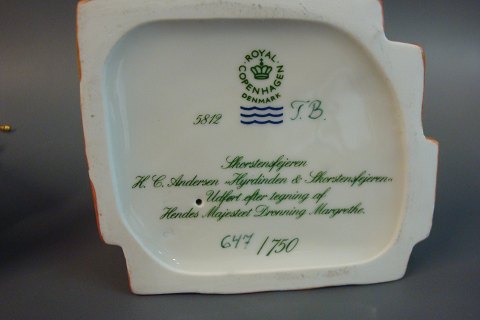 ROYAL COPENHAGEN
DENMARK
5812 T.B.
Skorstensfejeren
H. C. Andersen »Hyrdinden & Skorstensfejeren«
Udført efter tegning af
Hendes Majestæt Dronning Margrethe.
647/750